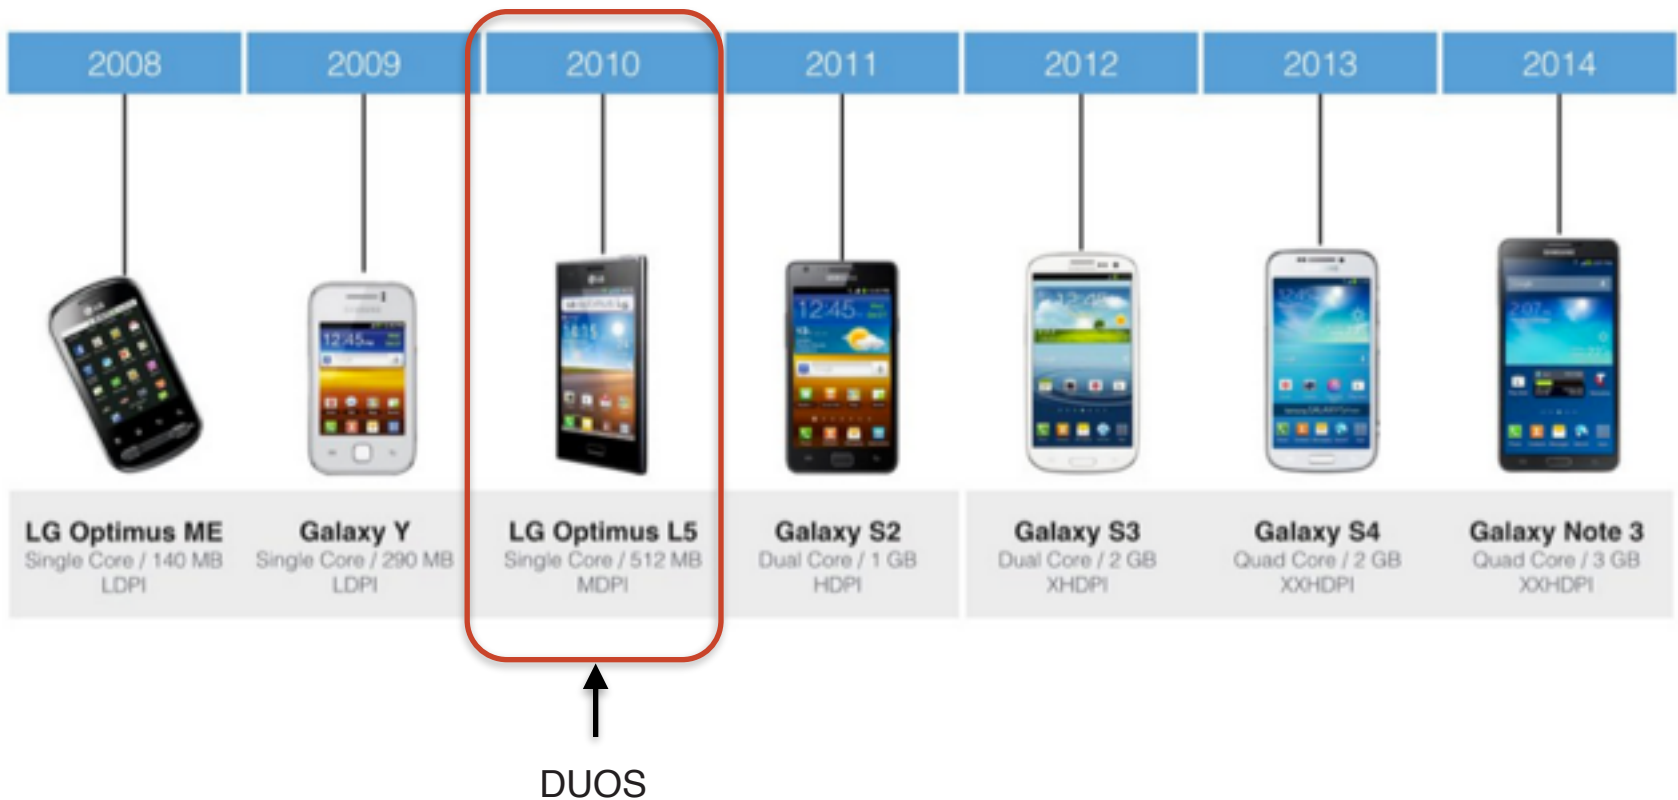 2008
2009
2010
2011
2012
2013
2014
LG Optimus ME
Single Core / 140 MB
LDPI
Galaxy Y
Single Core / 290 MB
LDPI
LG Optimus L5
Single Core / 512 MB
MDPI
Galaxy S2
Dual Core / 1 GB
HDPI
Galaxy S3
Dual Core / 2 GB
XHDPI
Galaxy S4
Quad Core / 2 GB
XXHDPI
Galaxy Note 3
Quad Core / 3 GB
XXHDPI
DUOS